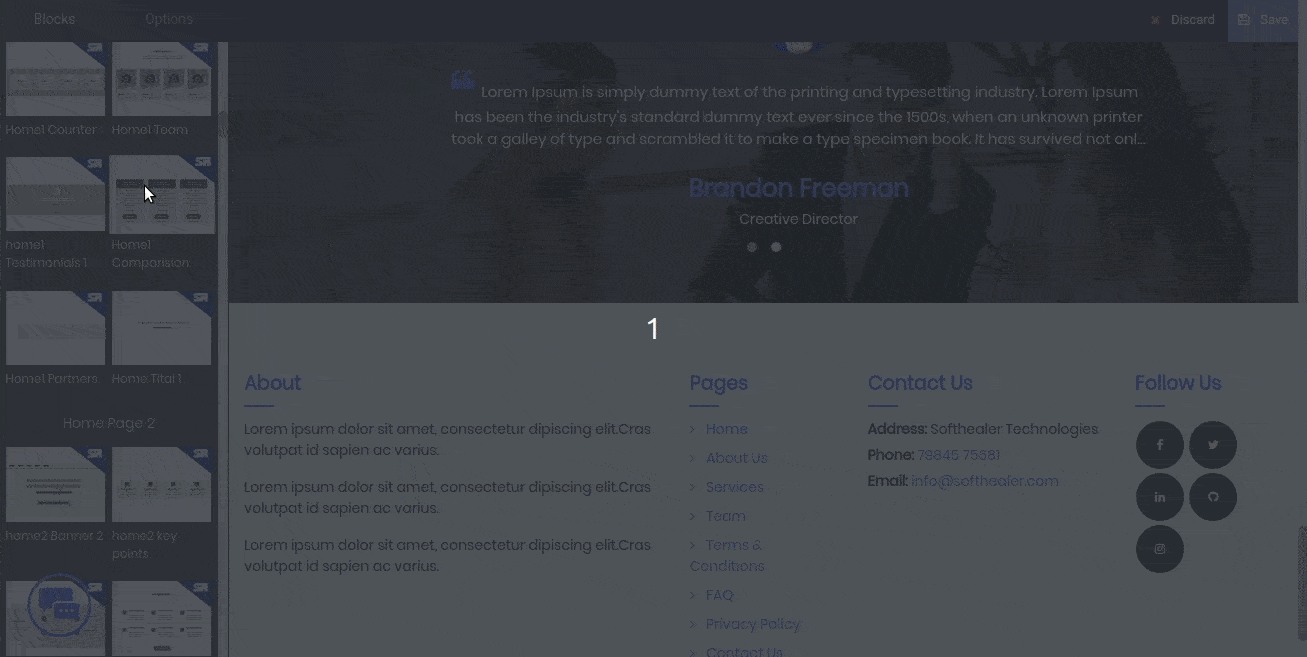 Blocks
Options
Discard
Save
Home1 Counter
Home1 Team
home1
Testimonials 1
Home1
Comparision
Home1 Partners
Home Tital 1
Home Page 2
home2 Banner 2
home2 key
points
Lorem Ipsum is simply dummy text of the printing and typesetting industry. Lorem Ipsum
has been the industry's standard dummy text ever since the 1500s, when an unknown printer
took a galley of type and scrambled it to make a type specimen book. It has survived not onl...
Brandon Freeman
Creative Director
1
About
Lorem ipsum dolor sit amet, consectetur dipiscing elit.Cras
volutpat id sapien ac varius.
Lorem ipsum dolor sit amet, consectetur dipiscing elit.Cras
volutpat id sapien ac varius.
Lorem ipsum dolor sit amet, consectetur dipiscing elit.Cras
volutpat id sapien ac varius.
Pages
Home
About Us
Services
Team
Terms &
Conditions
FAQ
Privacy Policy
Contact Us
Contact Us
Address: Softhealer Technologies
Phone: 79845 75681
Email: info@softhealer.com
Follow Us